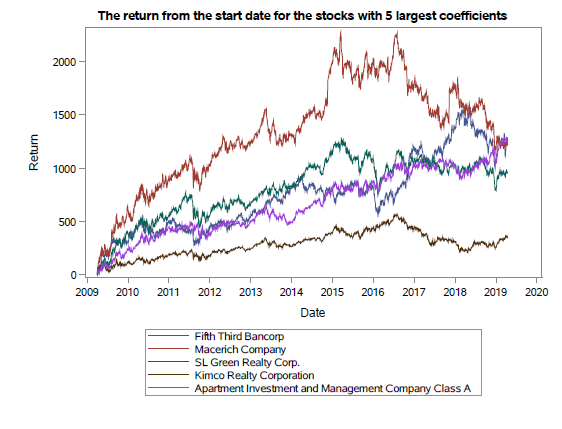 The return from the start date for the stocks with 5 largest coefficients
2000
1500
1000
500
0
Return
2009 2010 2011 2012 2013 2014 2015 2016 2017 2018 2019 2020
Date
Fifth Third Bancorp
Macerich Company
SL Green Realty Corp.
Kimco Realty Corporation
Apartment Investment and Management Company Class A